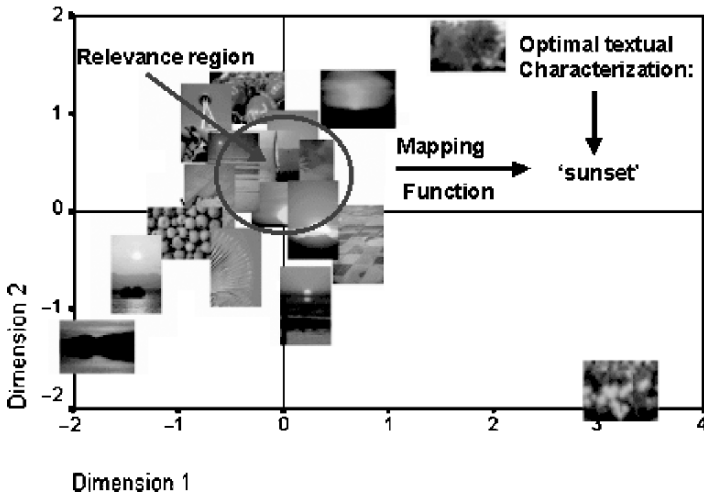 2
Optimal textual
Characterization:
Relevance region
1
Mapping
Function
'sunset'
0
Dimension 2
–1
–2
–2 –1 0 1 2 3 4
Dimension 1